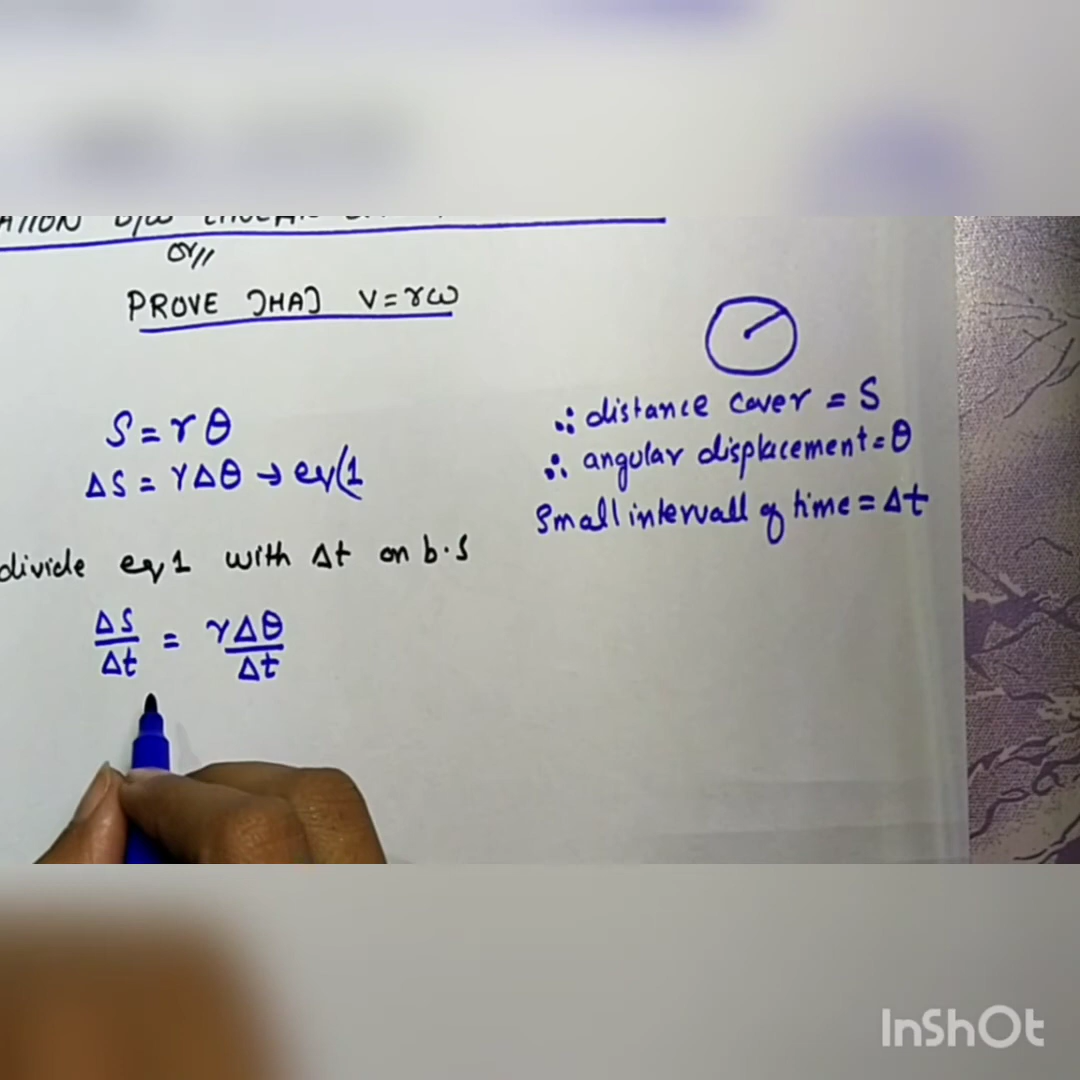 or//
PROVE THAT V = rω
S = rθ
ΔS = rΔθ → eq(1
divide eq 1 with Δt on b.s
ΔS/Δt = rΔθ/Δt
∴ distance cover = S
∴ angular displacement = θ
Small intervall of time = Δt
InShOt